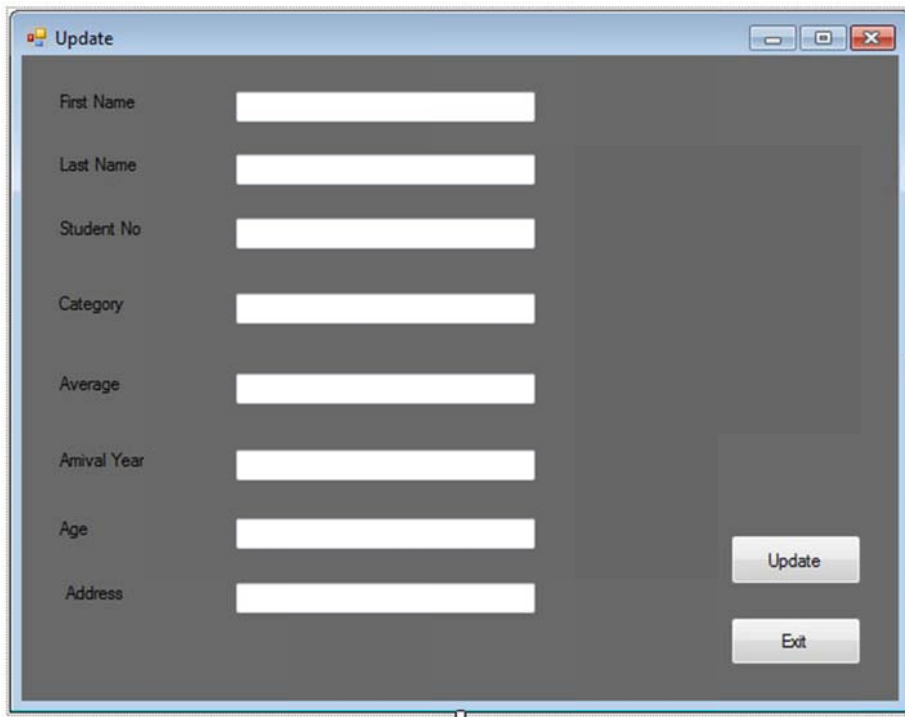 Update
First Name
Last Name
Student No
Category
Average
Arrival Year
Age
Address
Update
Exit